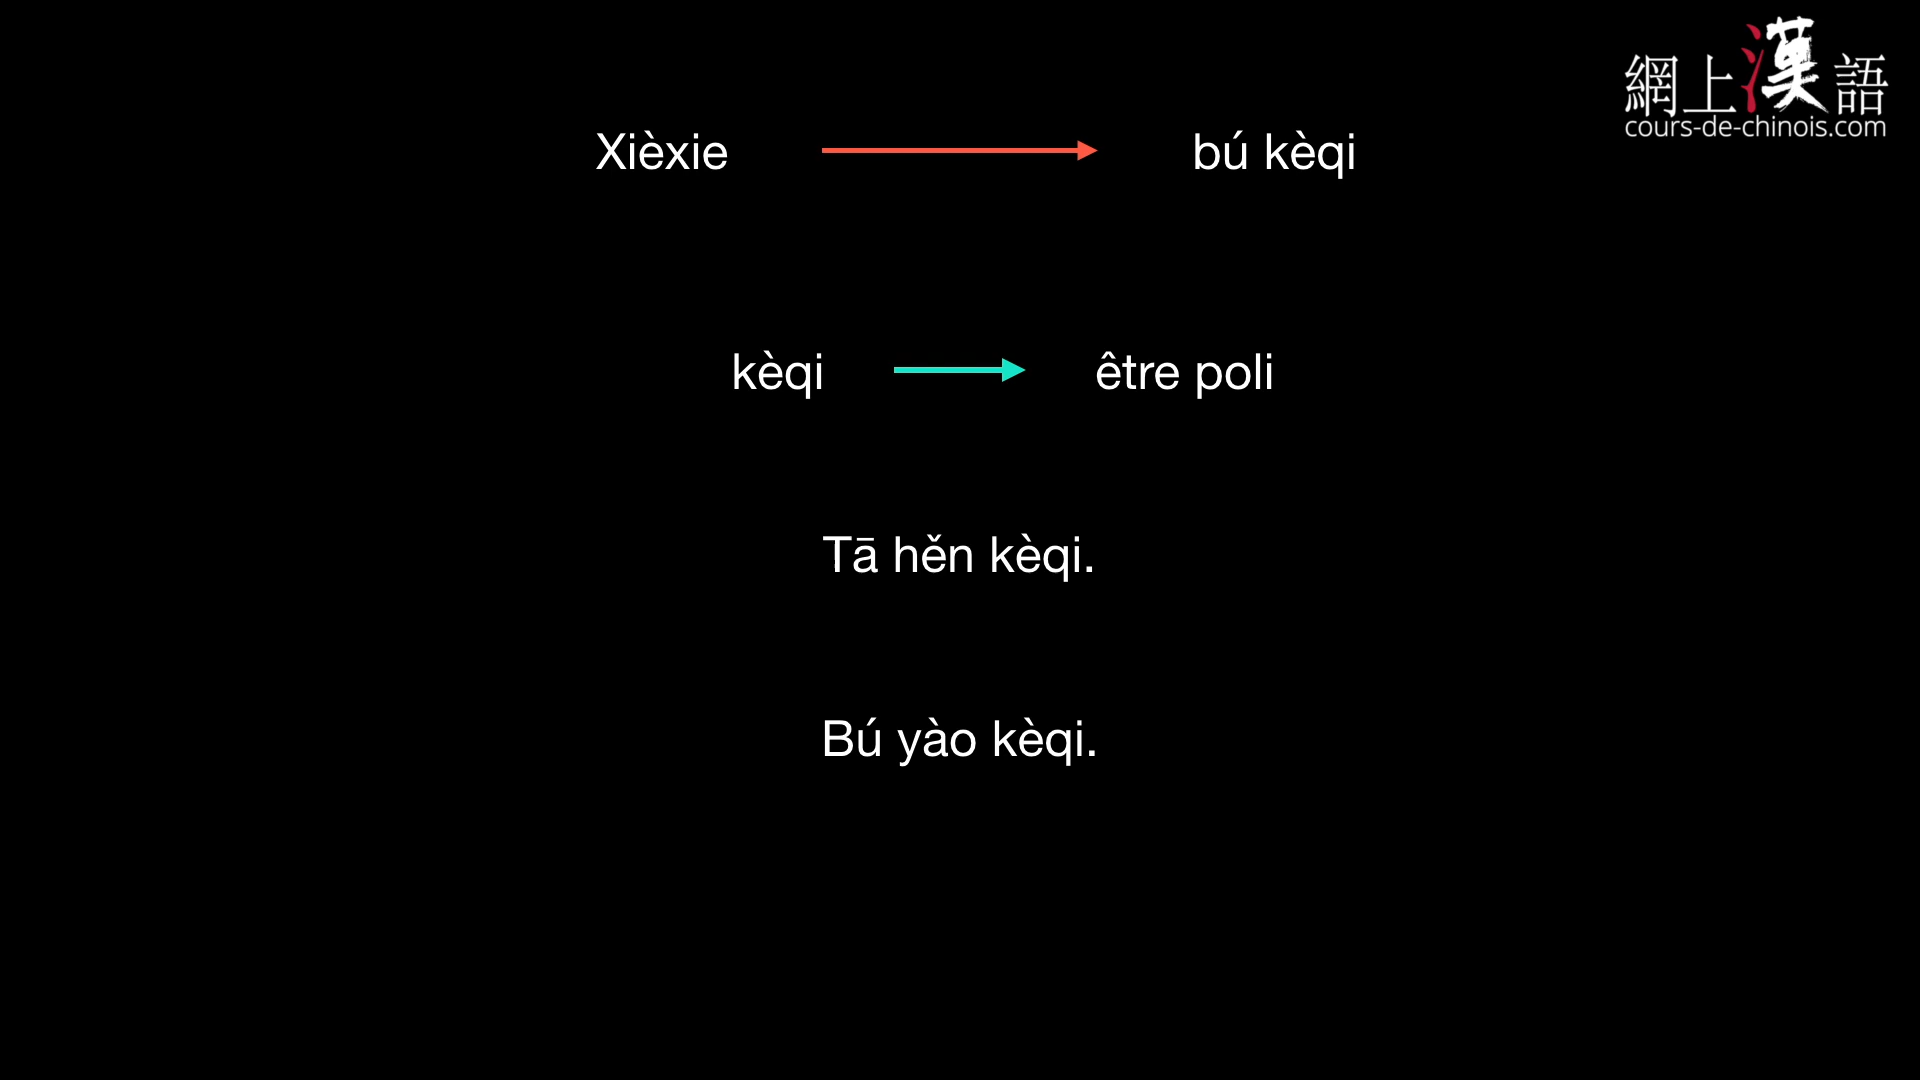 網上漢語
cours-de-chinois.com
Xièxie bú kèqi
kèqi être poli
Tā hěn kèqi.
Bú yào kèqi.